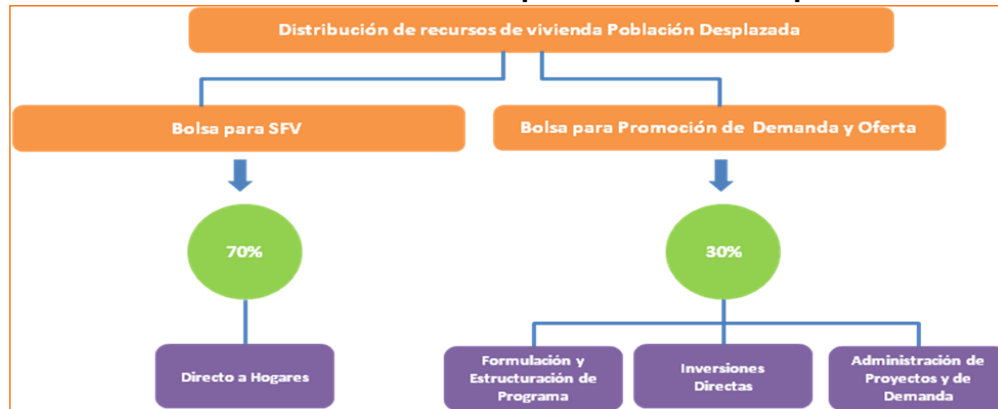 Distribución de recursos de vivienda Población Desplazada
Bolsa para SFV
Bolsa para Promoción de Demanda y Oferta
70%
30%
Directo a Hogares
Formulación y
Estructuración de
Programa
Inversiones
Directas
Administración de
Proyectos y de
Demanda